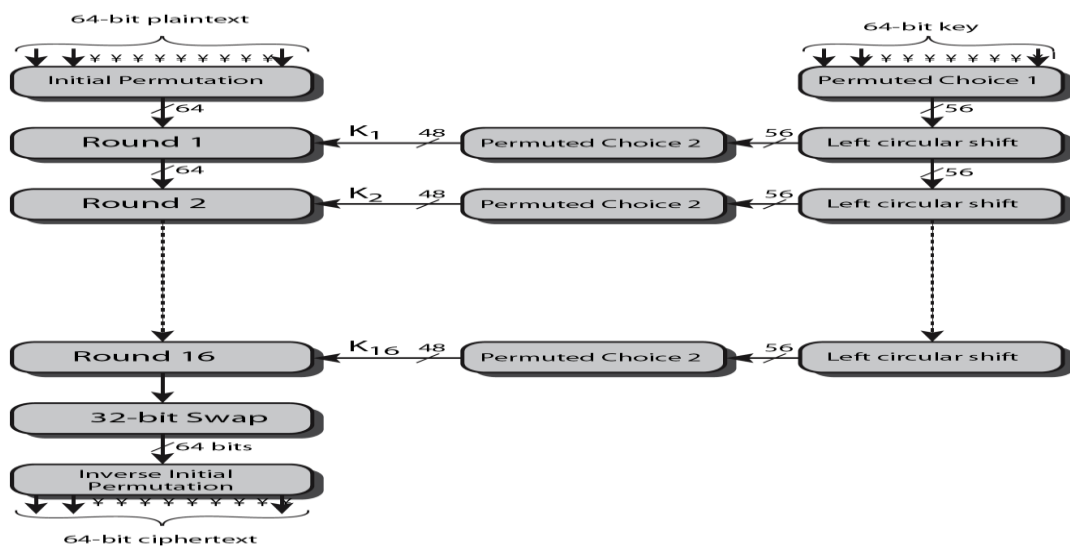 64-bit plaintext
64-bit key
¥ ¥ ¥ ¥ ¥ ¥ ¥ ¥ ¥
¥ ¥ ¥ ¥ ¥ ¥ ¥ ¥
Initial Permutation
Permuted Choice 1
64
56
Round 1
K1
48
Permuted Choice 2
56
Left circular shift
64
56
Round 2
K2
48
Permuted Choice 2
56
Left circular shift
Round 16
K16
48
Permuted Choice 2
56
Left circular shift
32-bit Swap
64 bits
Inverse Initial
Permutation
¥ ¥ ¥ ¥ ¥ ¥ ¥ ¥ ¥
64-bit ciphertext